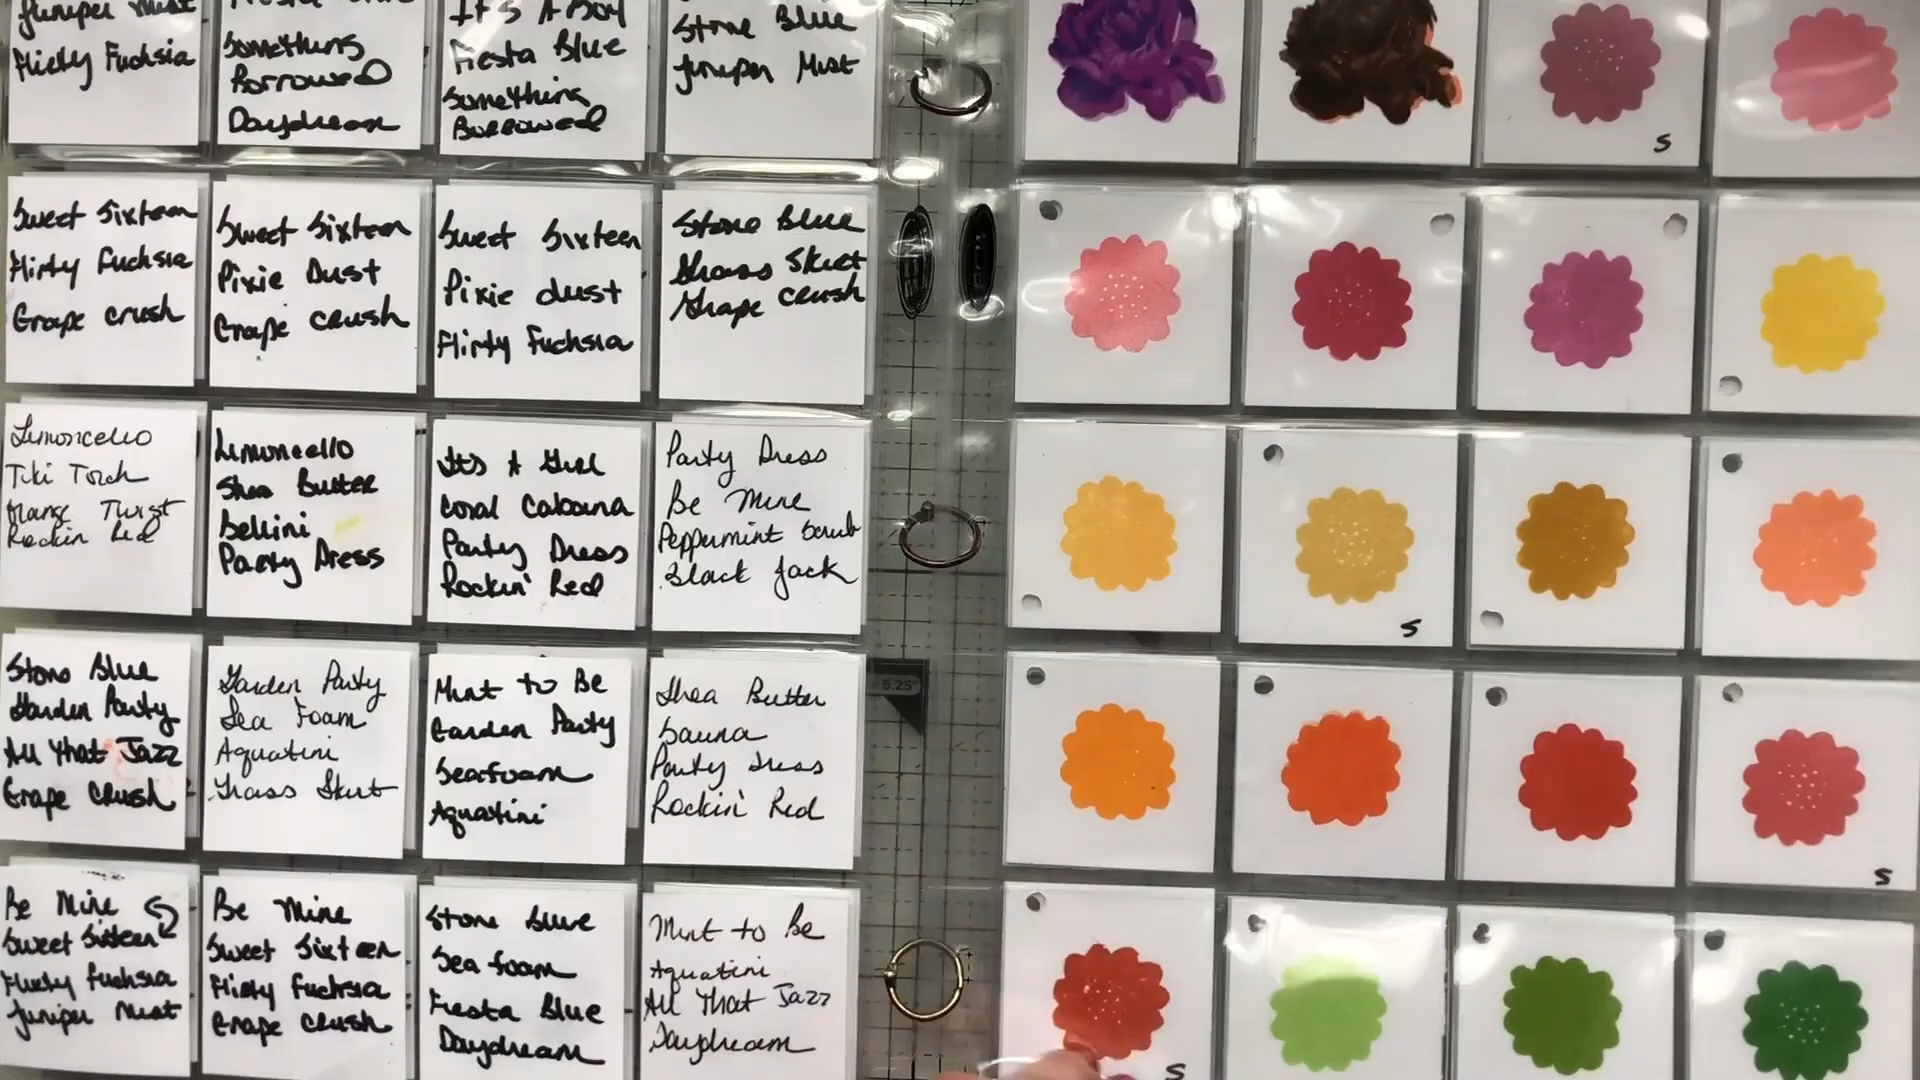 Juniper Mist
Flirty Fuchsia
Something
Borrowed
Daydream
It's A Boy
Fiesta Blue
Something
Borrowed
Stone Blue
Juniper Mist
S
Sweet Sixteen
Flirty Fuchsia
Grape crush
Sweet Sixteen
Pixie Dust
Grape crush
Sweet Sixteen
Pixie dust
Flirty Fuchsia
Stone Blue
Grass Skirt
Grape crush
Lemoncello
Tiki Torch
Orange Twist
Rockin Red
Lemoncello
Shea Butter
Bellini
Party Dress
Its A Girl
Coral Cabana
Party Dress
Rockin' Red
Party Dress
Be Mine
Peppermint Scrub
Black Jack
S
Stone Blue
Garden Party
All that Jazz
Grape Crush
Garden Party
Sea Foam
Aquatini
Grass Skirt
Mint to Be
Garden Party
Seafoam
Aquatini
Shea Butter
Sauna
Party Dress
Rockin' Red
5.25"
S
Be Mine
Sweet Sixteen
Flirty Fuchsia
Juniper Mist
Be Mine
Sweet Sixteen
Flirty Fuchsia
Grape crush
Stone Blue
Sea foam
Fiesta Blue
Daydream
Mint to Be
Aquatini
All That Jazz
Daydream
S